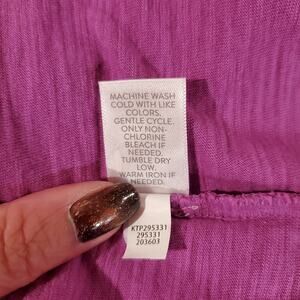 MACHINE WASH
COLD WITH LIKE
COLORS,
GENTLE CYCLE.
ONLY NON-
CHLORINE
BLEACH IF
NEEDED.
TUMBLE DRY
LOW.
WARM IRON IF
NEEDED.
KTP295331
295331
203603